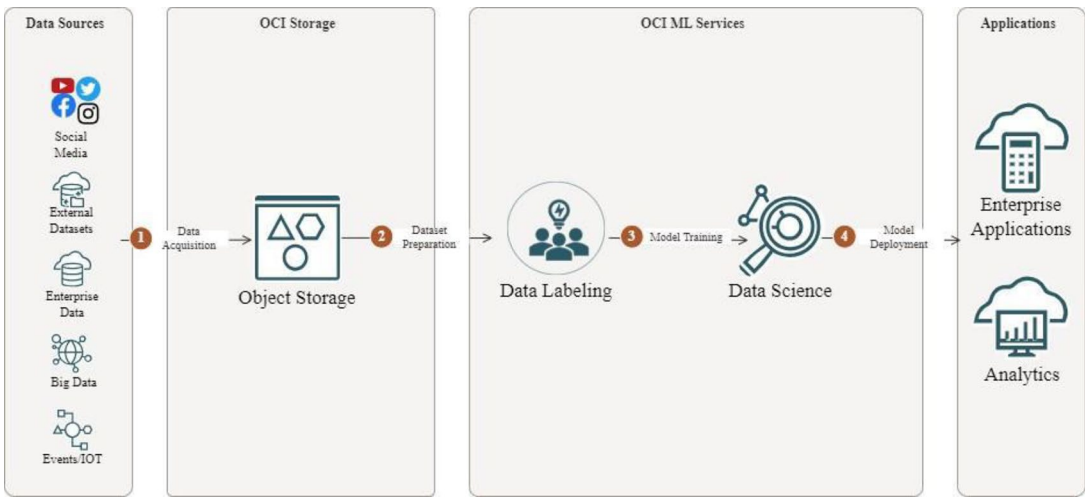 Data Sources
OCI Storage
OCI ML Services
Applications
Social
Media
External
Datasets
Enterprise
Data
Big Data
Events/IOT
1
Data
Acquisition
Object Storage
2
Dataset
Preparation
Data Labeling
3
Model Training
Data Science
4
Model
Deployment
Enterprise
Applications
Analytics